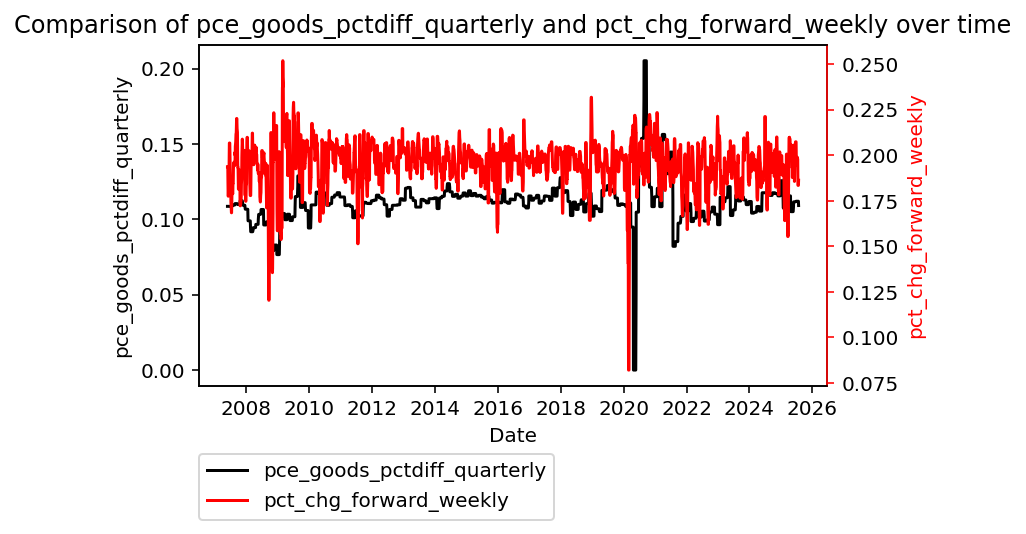 Comparison of pce_goods_pctdiff_quarterly and pct_chg_forward_weekly over time
pce_goods_pctdiff_quarterly
0.20
0.15
0.10
0.05
0.00
0.250
0.225
0.200
0.175
0.150
0.125
0.100
0.075
pct_chg_forward_weekly
2008 2010 2012 2014 2016 2018 2020 2022 2024 2026
Date
pce_goods_pctdiff_quarterly
pct_chg_forward_weekly